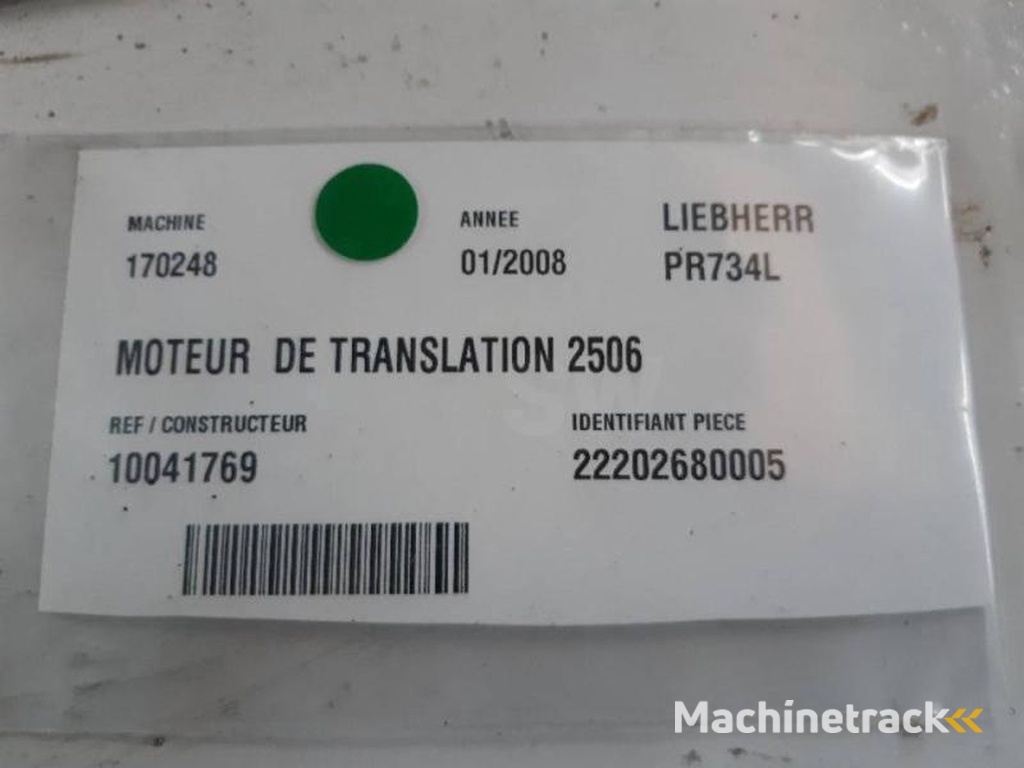 MACHINE ANNEE LIEBHERR
170248 01/2008 PR734L
MOTEUR DE TRANSLATION 2506
REF / CONSTRUCTEUR IDENTIFIANT PIECE
10041769 22202680005
Machinetrack